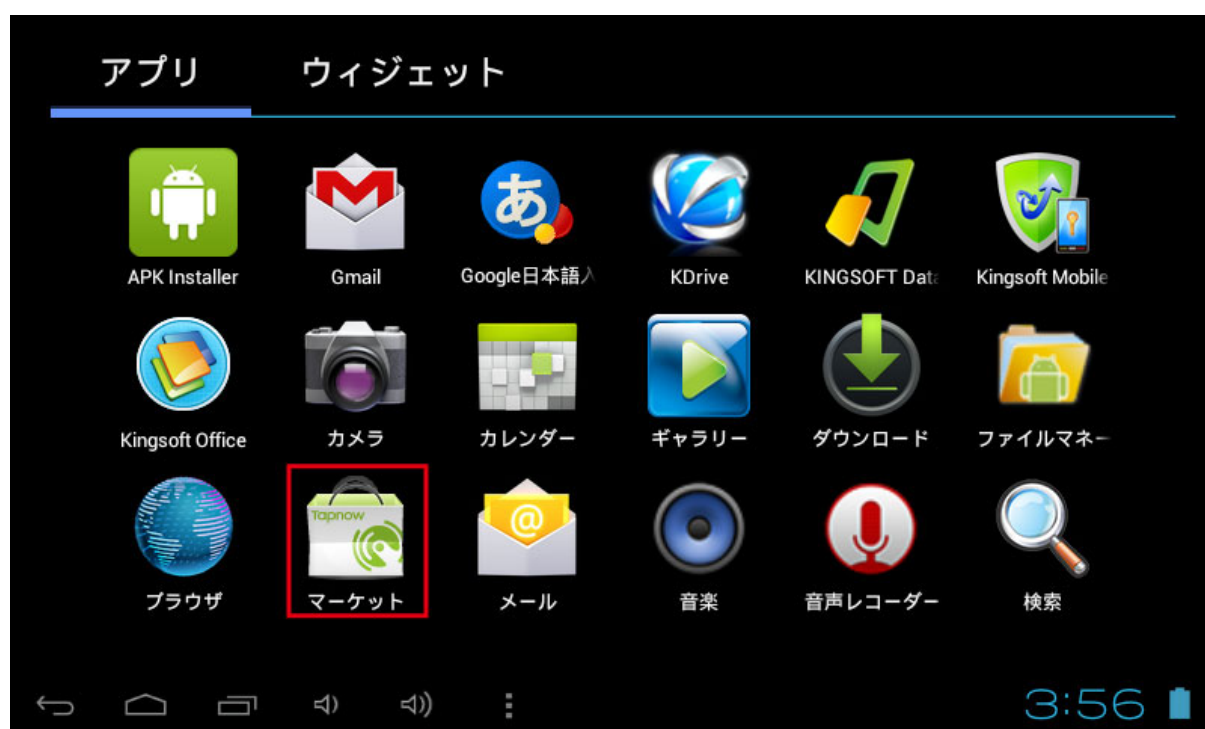 アプリ ウィジェット
APK Installer Gmail Google日本語入 KDrive KINGSOFT Data Kingsoft Mobile
Kingsoft Office カメラ カレンダー ギャラリー ダウンロード ファイルマネー
Tapnow
ブラウザ マーケット メール 音楽 音声レコーダー 検索
3:56